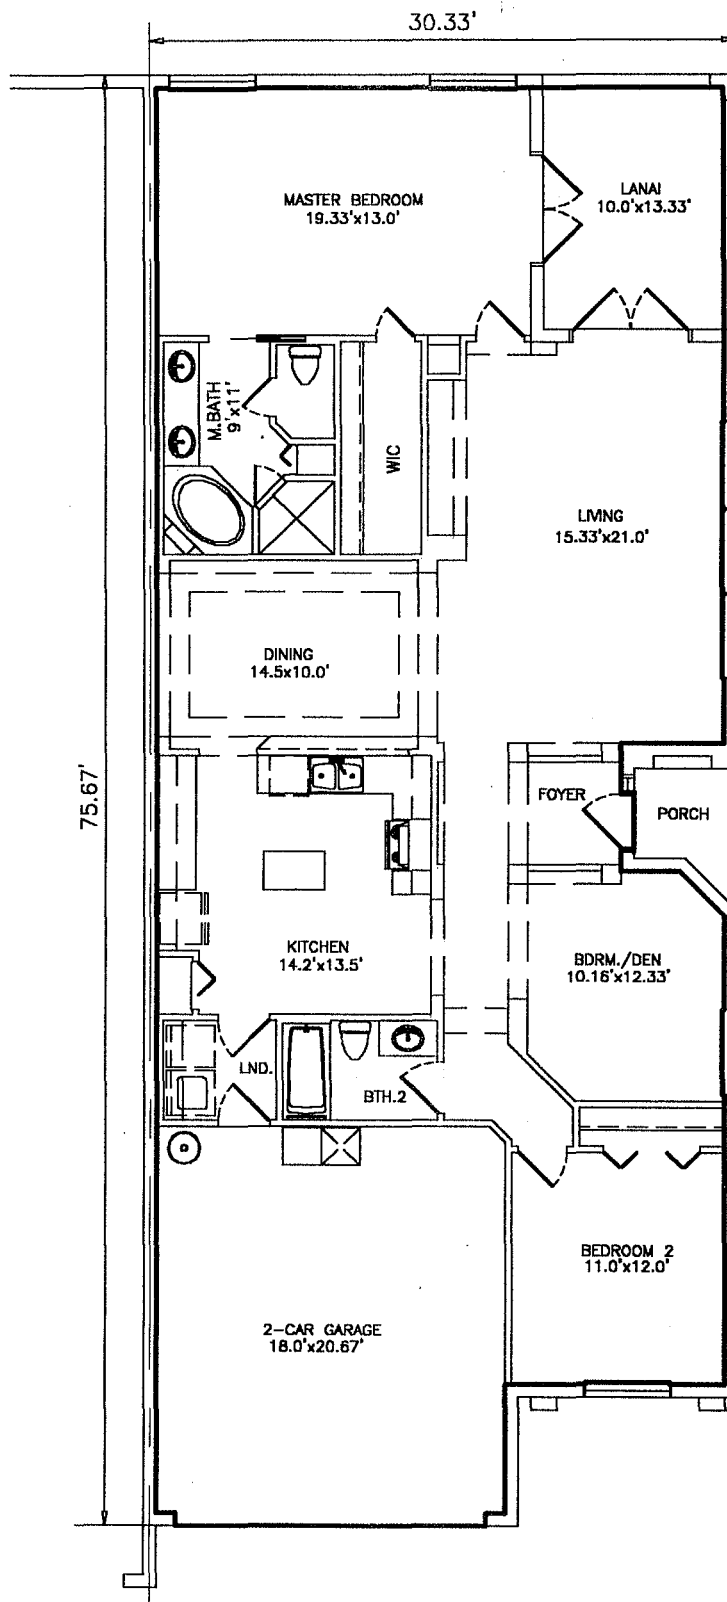 30.33'
MASTER BEDROOM
19.33'x13.0'
LANAI
10.0'x13.33'
M.BATH
9'x11'
WIC
LIVING
15.33'x21.0'
DINING
14.5x10.0'
75.67'
FOYER
PORCH
KITCHEN
14.2'x13.5'
BDRM./DEN
10.16'x12.33'
LND.
BTH.2
BEDROOM 2
11.0'x12.0'
2-CAR GARAGE
18.0'x20.67'